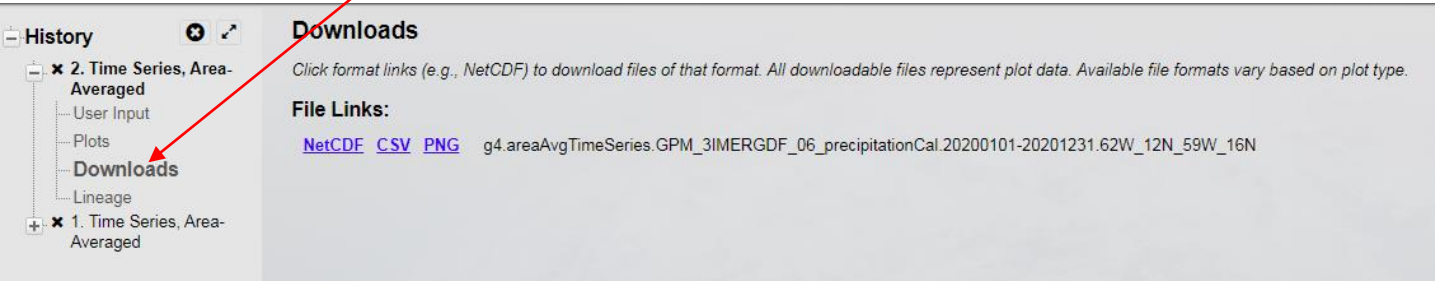 History
2. Time Series, Area-
Averaged
User Input
Plots
Downloads
Lineage
1. Time Series, Area-
Averaged
Downloads
Click format links (e.g., NetCDF) to download files of that format. All downloadable files represent plot data. Available file formats vary based on plot type.
File Links:
NetCDF CSV PNG g4.areaAvgTimeSeries.GPM_3IMERGDF_06_precipitationCal.20200101-20201231.62W_12N_59W_16N